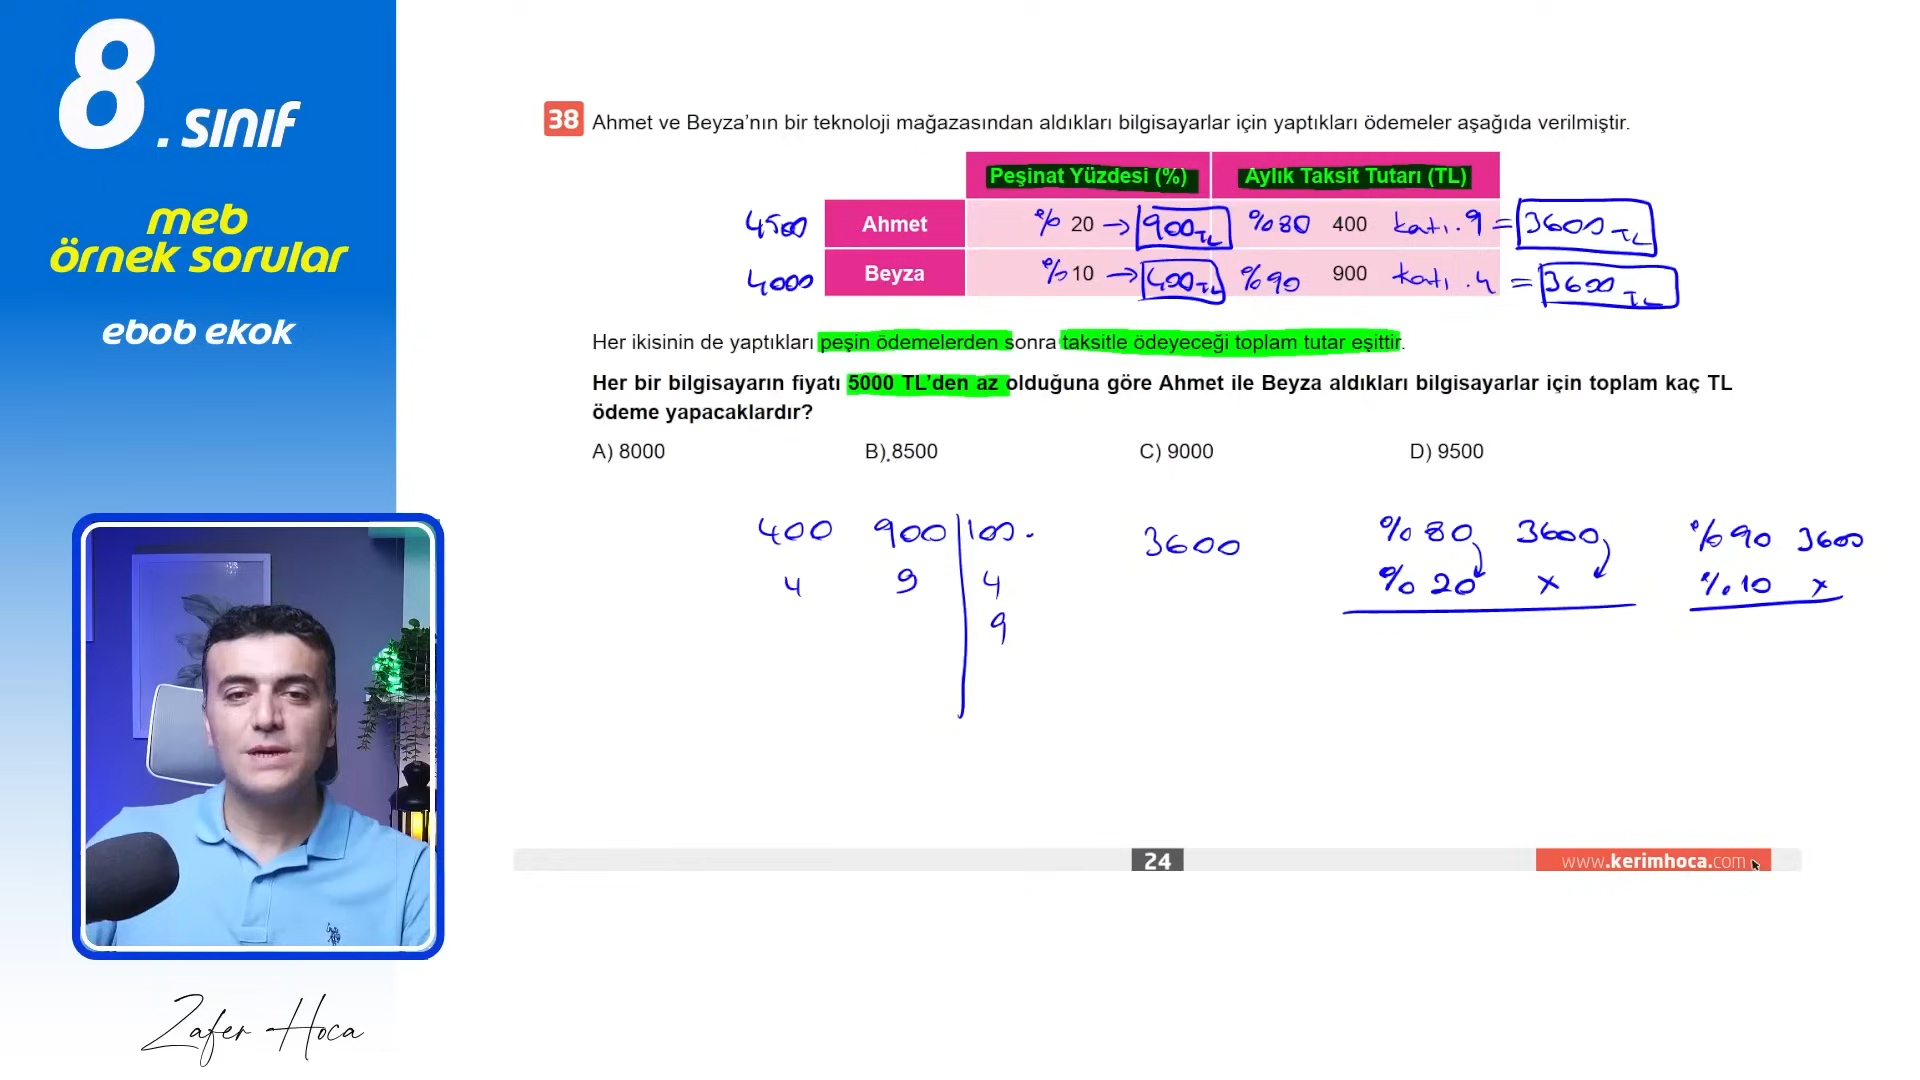 8. SINIF
meb
örnek sorular
ebob ekok
38 Ahmet ve Beyza’nın bir teknoloji mağazasından aldıkları bilgisayarlar için yaptıkları ödemeler aşağıda verilmiştir.
Peşinat Yüzdesi (%) Aylık Taksit Tutarı (TL)
4500 Ahmet % 20 → 900 TL %80 400 katı . 9 = 3600 TL
4000 Beyza % 10 → 400 TL %90 900 katı . 4 = 3600 TL
Her ikisinin de yaptıkları peşin ödemelerden sonra taksitle ödeyeceği toplam tutar eşittir.
Her bir bilgisayarın fiyatı 5000 TL’den az olduğuna göre Ahmet ile Beyza aldıkları bilgisayarlar için toplam kaç TL
ödeme yapacaklardır?
A) 8000 B) 8500 C) 9000 D) 9500
400 900 100. 3600 % 80 3600 % 90 3600
4 9 4 % 20 x % 10 x
9
24 www.kerimhoca.com
Zafer Hoca